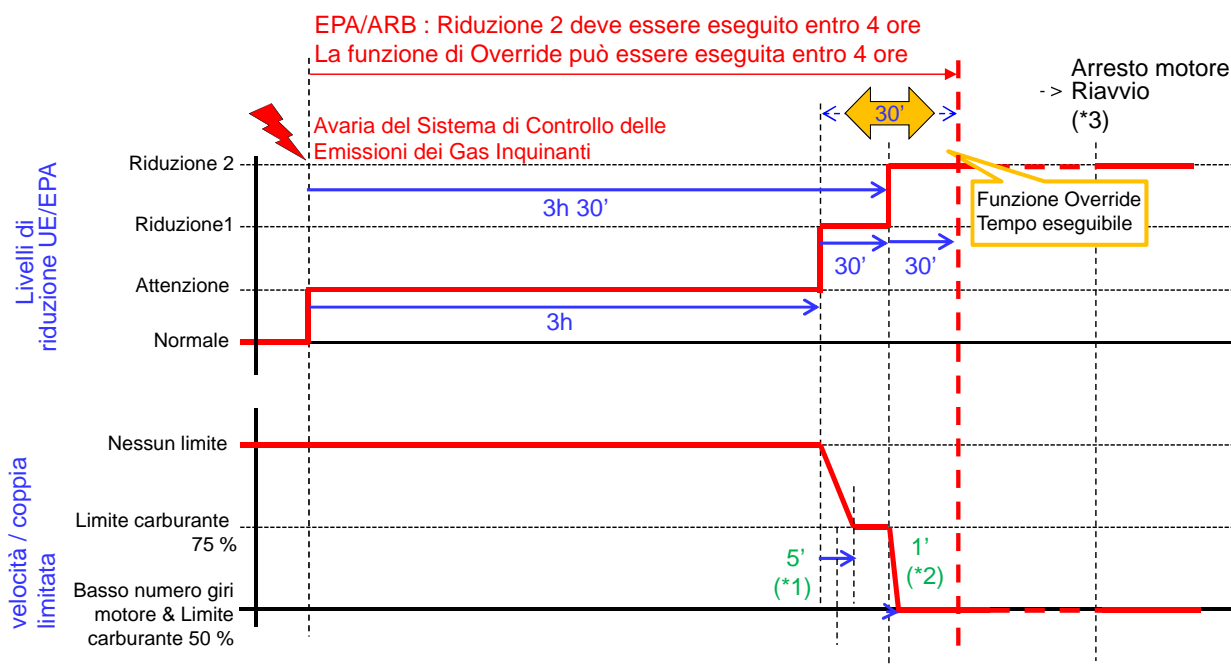 EPA/ARB : Riduzione 2 deve essere eseguito entro 4 ore
La funzione di Override può essere eseguita entro 4 ore
Arresto motore
- > Riavvio
(*3)
30’
Avaria del Sistema di Controllo delle
Emissioni dei Gas Inquinanti
Livelli di
riduzione UE/EPA
Riduzione 2
3h 30’
Funzione Override
Tempo eseguibile
Riduzione1
30’
30’
Attenzione
3h
Normale
velocità / coppia
limitata
Nessun limite
Limite carburante
75 %
5’
(*1)
1’
(*2)
Basso numero giri
motore & Limite
carburante 50 %